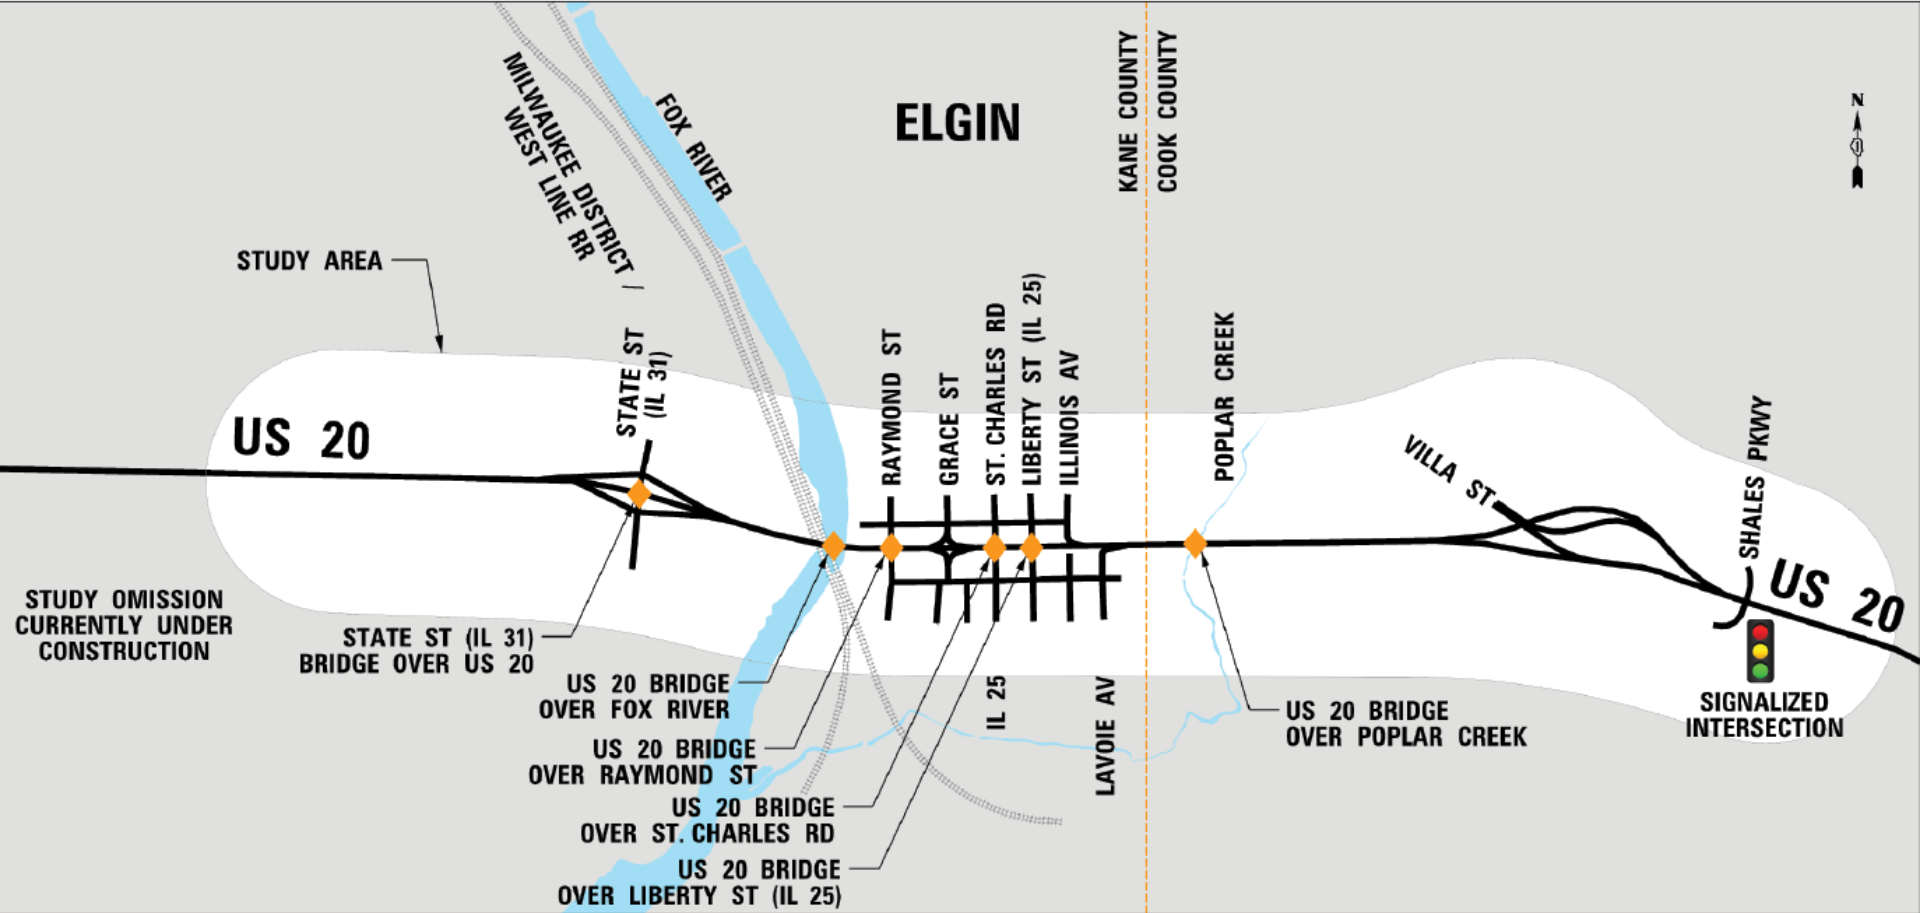 ELGIN
KANE COUNTY
COOK COUNTY
N
MILWAUKEE DISTRICT /
WEST LINE RR
FOX RIVER
STUDY AREA
STATE ST
(IL 31)
RAYMOND ST
GRACE ST
ST. CHARLES RD
LIBERTY ST (IL 25)
ILLINOIS AV
POPLAR CREEK
VILLA ST
SHALES PKWY
US 20
US 20
STUDY OMISSION
CURRENTLY UNDER
CONSTRUCTION
STATE ST (IL 31)
BRIDGE OVER US 20
US 20 BRIDGE
OVER FOX RIVER
US 20 BRIDGE
OVER RAYMOND ST
US 20 BRIDGE
OVER ST. CHARLES RD
US 20 BRIDGE
OVER LIBERTY ST (IL 25)
IL 25
LAVOIE AV
US 20 BRIDGE
OVER POPLAR CREEK
SIGNALIZED
INTERSECTION